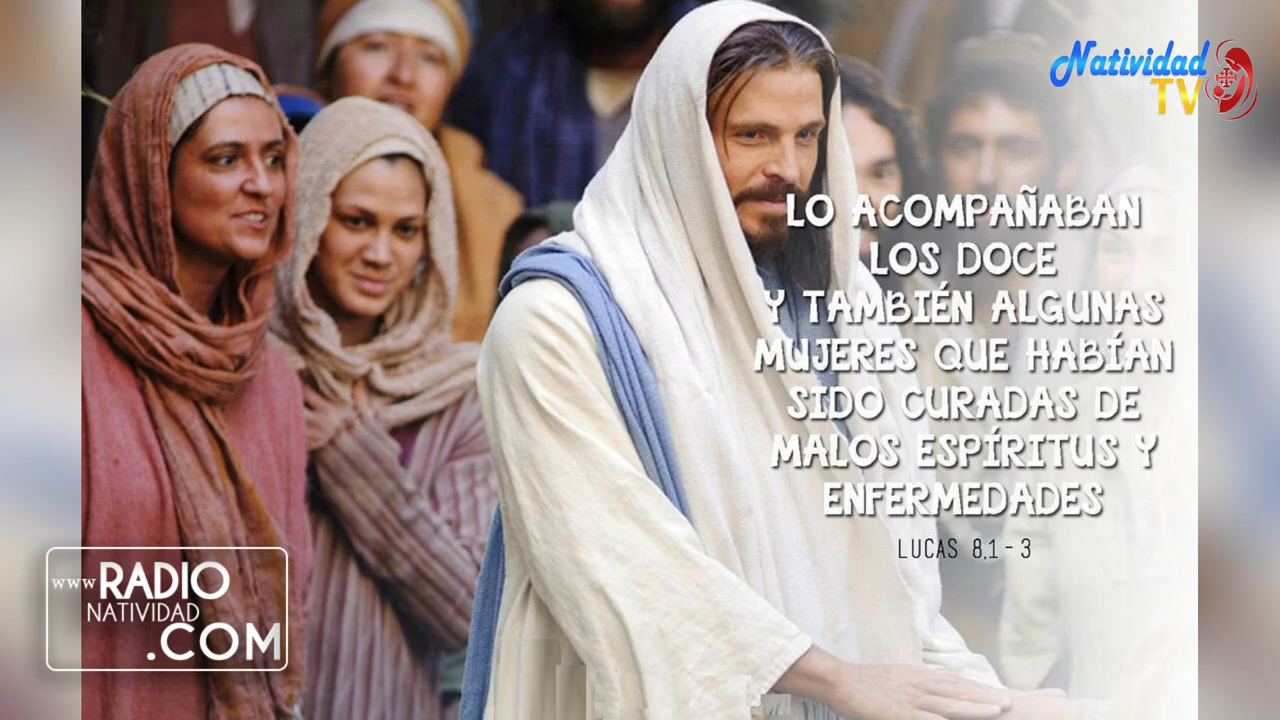 Natividad
TV
LO ACOMPAÑABAN
LOS DOCE
Y TAMBIÉN ALGUNAS
MUJERES QUE HABÍAN
SIDO CURADAS DE
MALOS ESPÍRITUS Y
ENFERMEDADES
LUCAS 8,1-3
www RADIO
NATIVIDAD
.COM